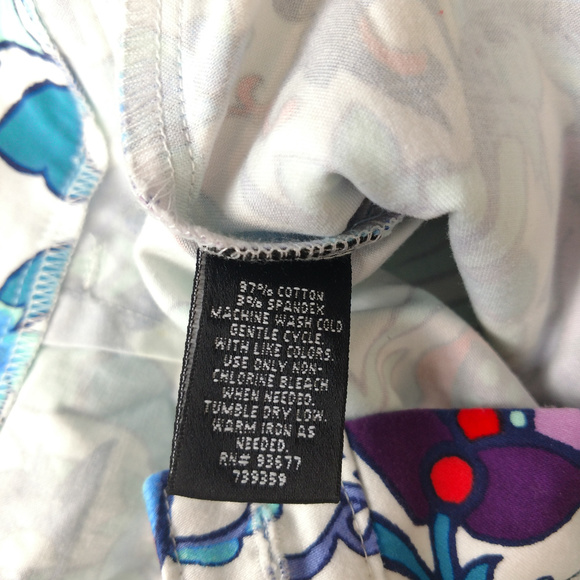 97% COTTON
3% SPANDEX
MACHINE WASH COLD
GENTLE CYCLE.
WITH LIKE COLORS.
USE ONLY NON-
CHLORINE BLEACH
WHEN NEEDED.
TUMBLE DRY LOW.
WARM IRON AS
NEEDED.
RN# 93677
739359